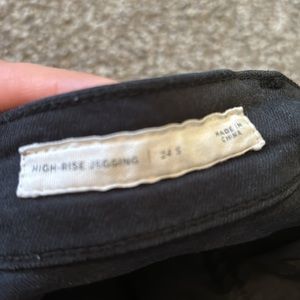 HIGH-RISE JEGGING | 24 S
MADE IN
CHINA